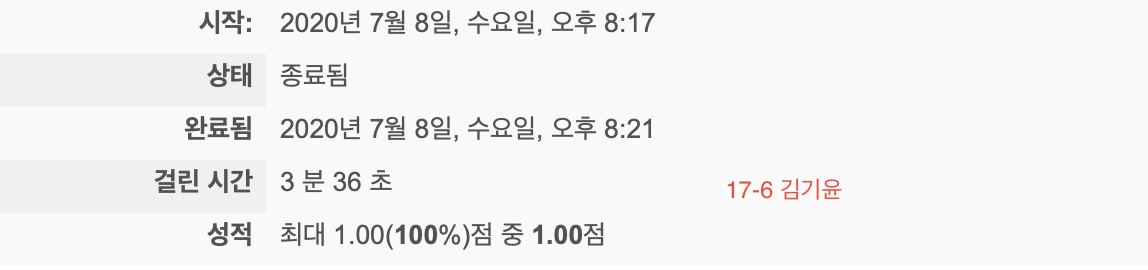 시작: 2020년 7월 8일, 수요일, 오후 8:17
상태 종료됨
완료됨 2020년 7월 8일, 수요일, 오후 8:21
걸린 시간 3 분 36 초
17-6 김기윤
성적 최대 1.00(100%)점 중 1.00점